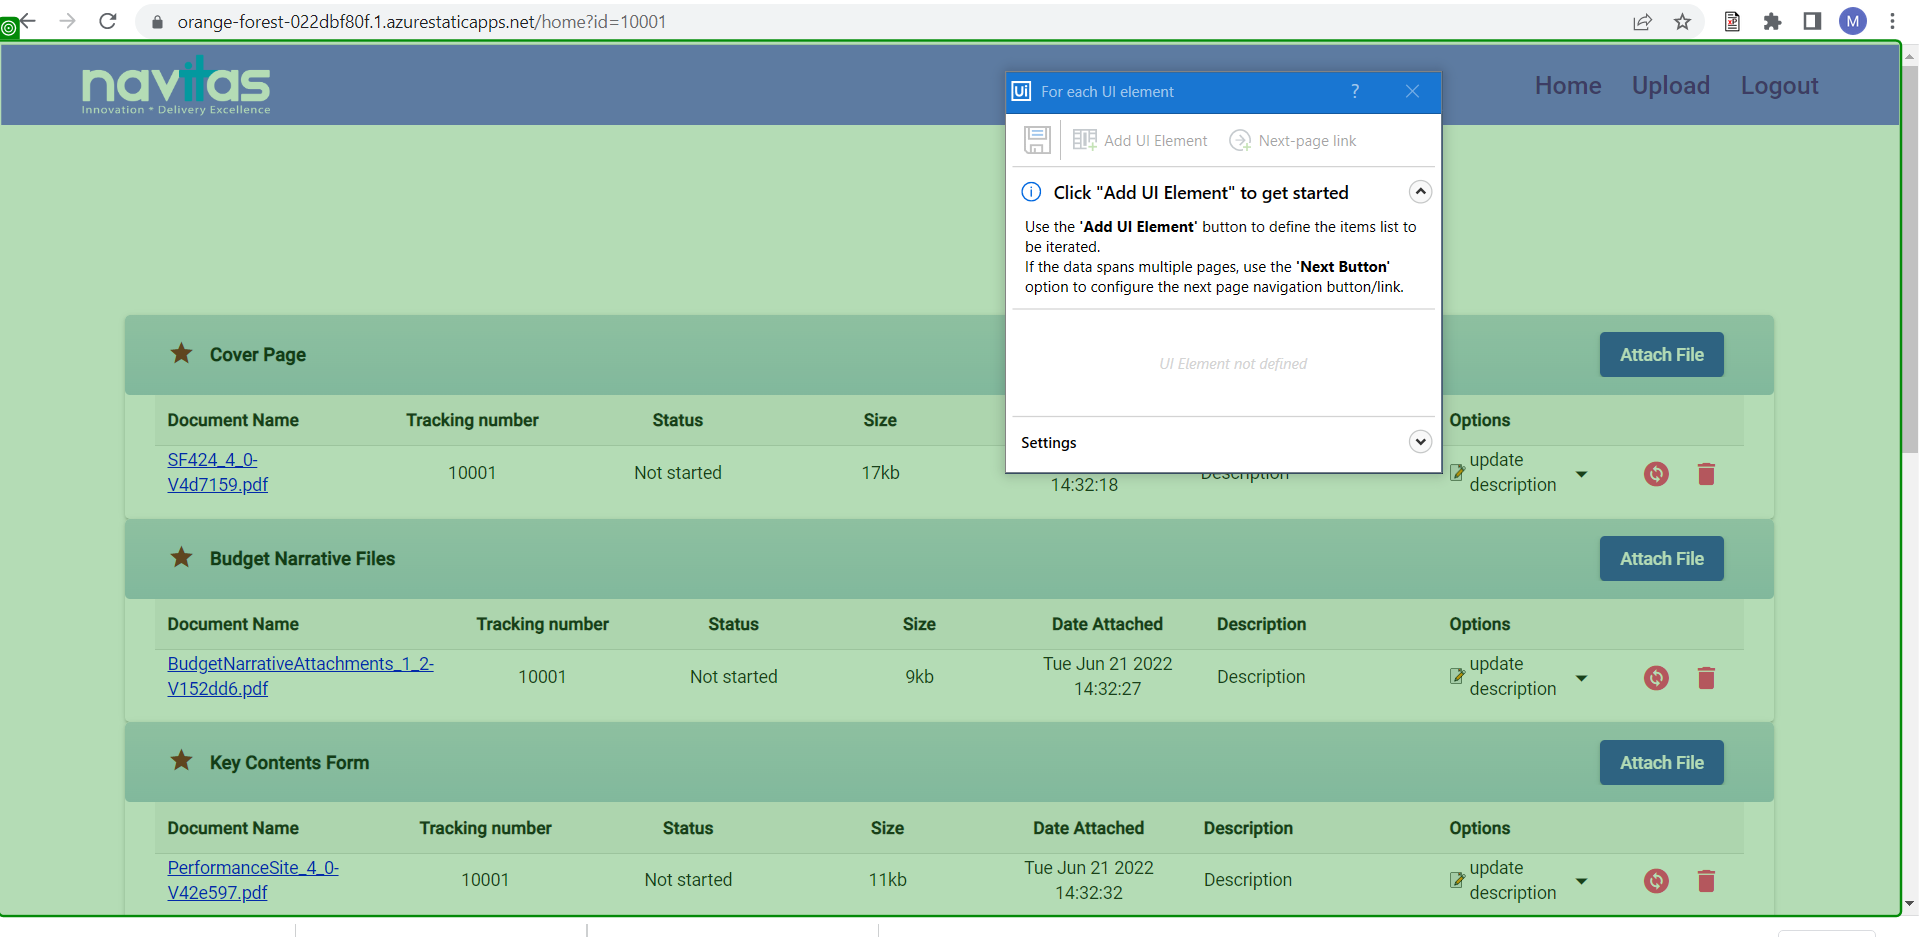 orange-forest-022dbf80f.1.azurestaticapps.net/home?id=10001
M
navitas
Innovation * Delivery Excellence
Home Upload Logout
Ui For each UI element ?
Add UI Element Next-page link
Click "Add UI Element" to get started
Use the 'Add UI Element' button to define the items list to
be iterated.
If the data spans multiple pages, use the 'Next Button'
option to configure the next page navigation button/link.
UI Element not defined
Settings
Cover Page Attach File
Document Name Tracking number Status Size Options
SF424_4_0-
V4d7159.pdf
10001 Not started 17kb
14:32:18
Description
update
description
Budget Narrative Files Attach File
Document Name Tracking number Status Size Date Attached Description Options
BudgetNarrativeAttachments_1_2-
V152dd6.pdf
10001 Not started 9kb
Tue Jun 21 2022
14:32:27
Description
update
description
Key Contents Form Attach File
Document Name Tracking number Status Size Date Attached Description Options
PerformanceSite_4_0-
V42e597.pdf
10001 Not started 11kb
Tue Jun 21 2022
14:32:32
Description
update
description